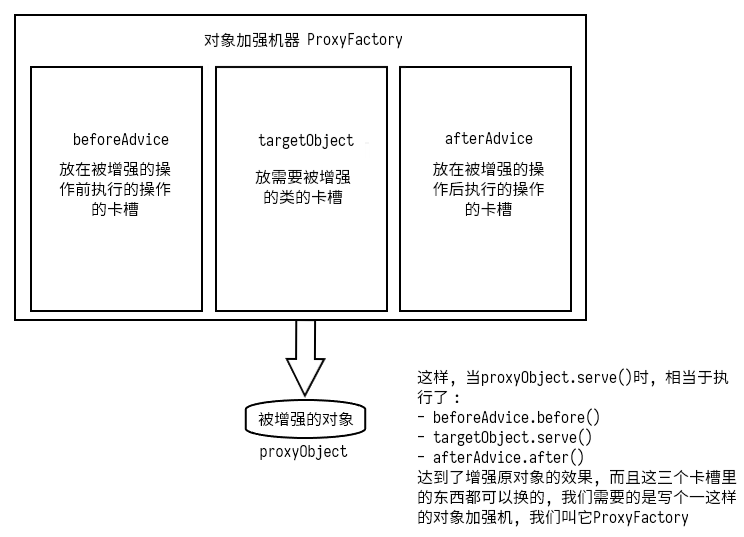 对象加强机器 ProxyFactory
beforeAdvice
放在被增强的操
作前执行的操作
的卡槽
targetObject
放需要被增强
的类的卡槽
afterAdvice
放在被增强的操
作后执行的操作
的卡槽
被增强的对象
proxyObject
这样，当proxyObject.serve()时，相当于执
行了：
- beforeAdvice.before()
- targetObject.serve()
- afterAdvice.after()
达到了增强原对象的效果，而且这三个卡槽里
的东西都可以换的，我们需要的是写个一这样
的对象加强机，我们叫它ProxyFactory